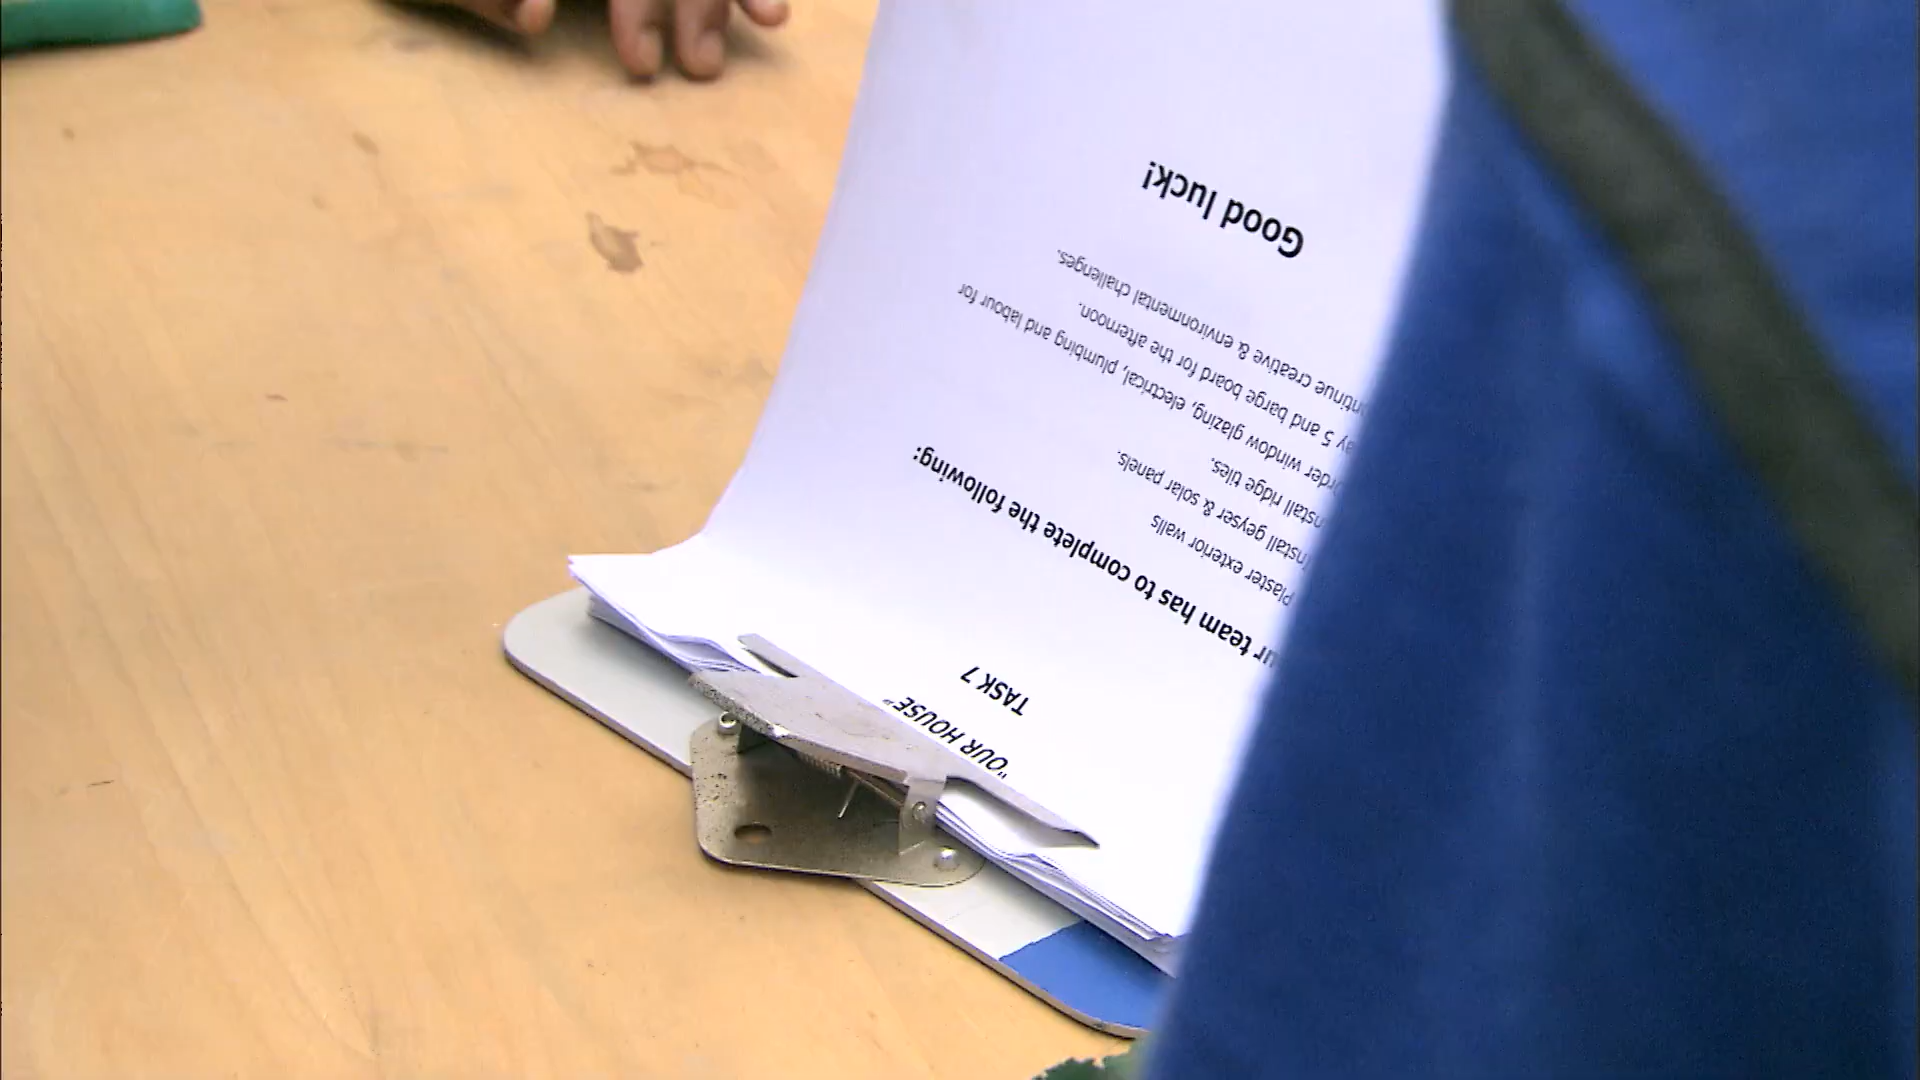 "OUR HOUSE"
TASK 7
ur team has to complete the following:
Plaster exterior walls
Install geyser & solar panels.
nstall ridge tiles.
rder window glazing, electrical, plumbing and labour for
ay 5 and barge board for the afternoon.
ntinue creative & environmental challenges.
Good luck!